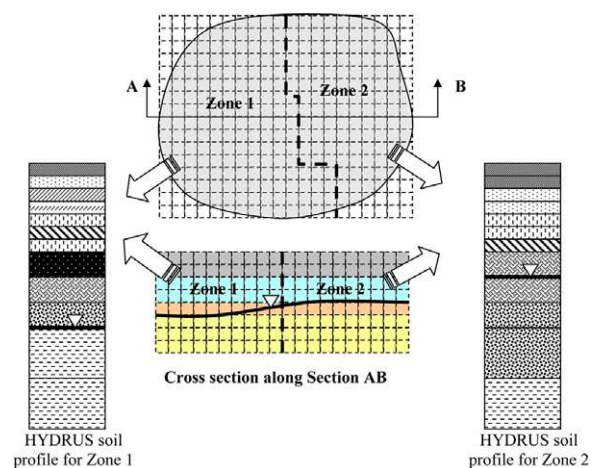 A
B
Zone 1
Zone 2
Zone 1
Zone 2
Cross section along Section AB
HYDRUS soil
profile for Zone 1
HYDRUS soil
profile for Zone 2